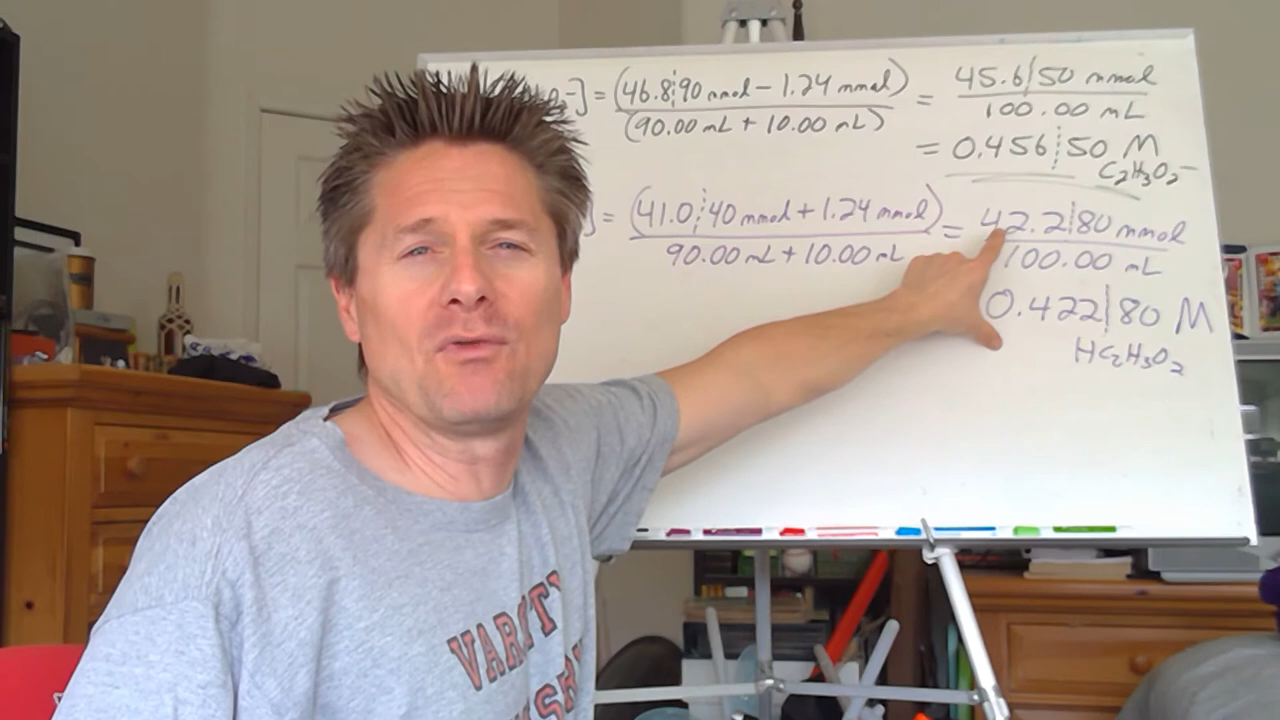 ] = (46.8¦90 mmol − 1.24 mmol) / (90.00 mL + 10.00 mL) = 45.6|50 mmol / 100.00 mL
= 0.456¦50 M
C₂H₃O₂⁻
] = (41.0¦40 mmol + 1.24 mmol) / 90.00 mL + 10.00 mL = 42.2|80 mmol / 100.00 mL
0.422|80 M
HC₂H₃O₂
VARSITY